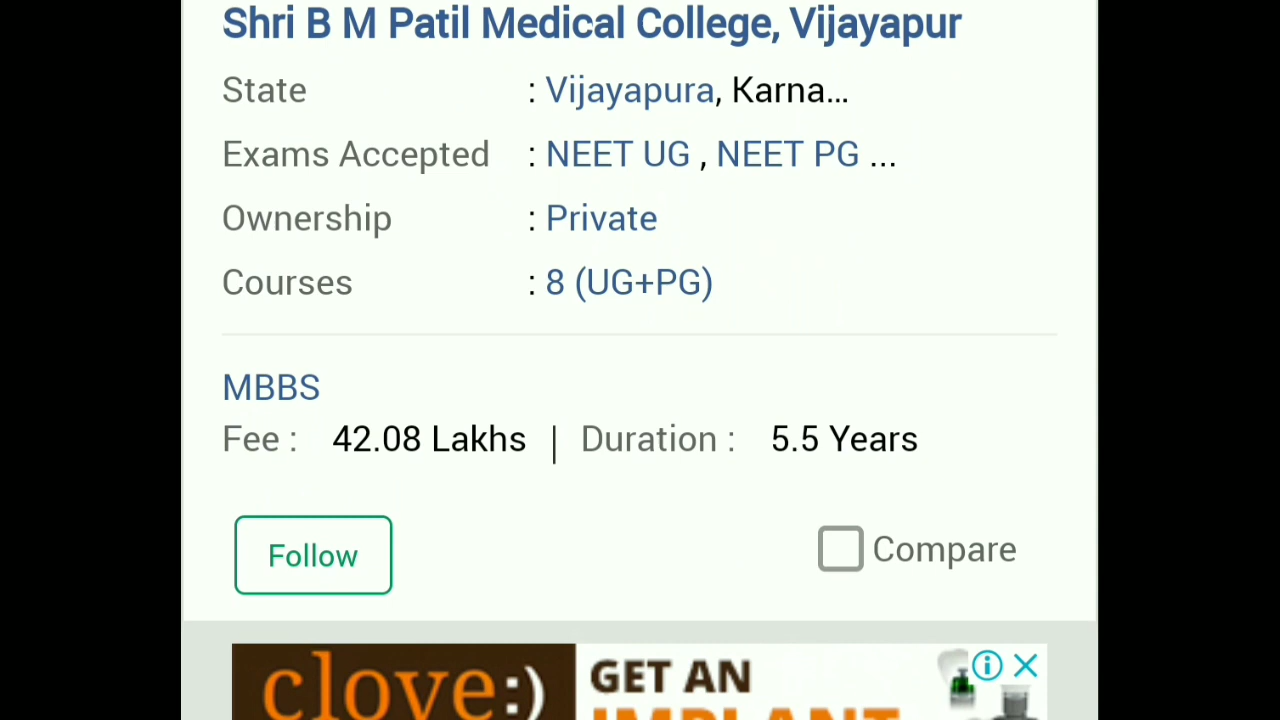 Shri B M Patil Medical College, Vijayapur
State : Vijayapura, Karna...
Exams Accepted : NEET UG , NEET PG ...
Ownership : Private
Courses : 8 (UG+PG)
MBBS
Fee : 42.08 Lakhs | Duration : 5.5 Years
Follow
Compare
clove:)
GET AN
IMPLANT